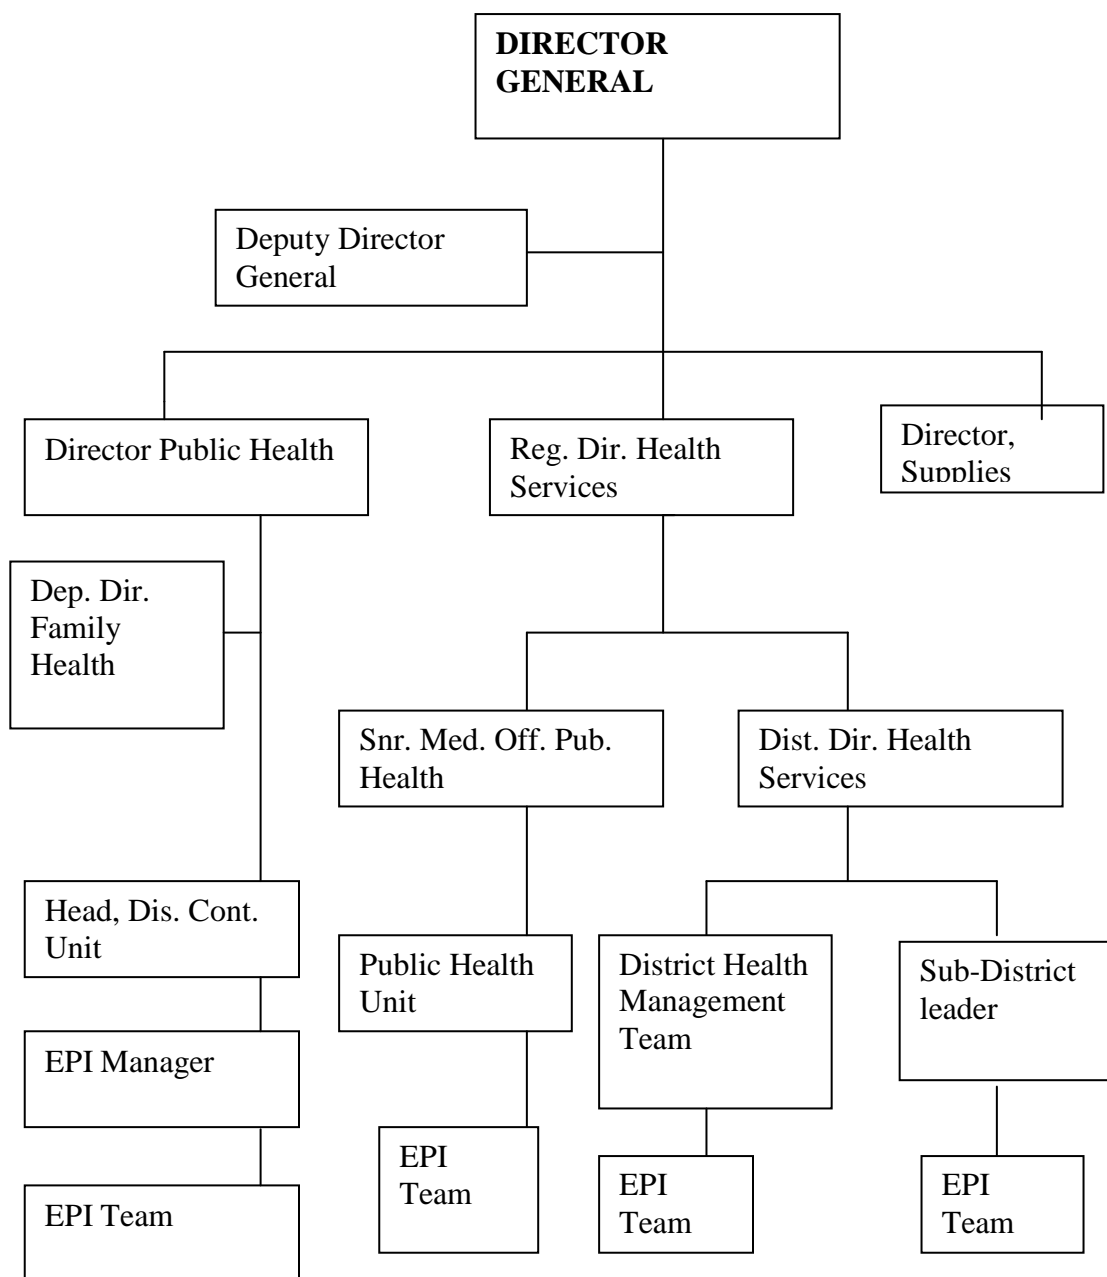 DIRECTOR
GENERAL
Deputy Director
General
Director Public Health
Reg. Dir. Health
Services
Director,
Supplies
Dep. Dir.
Family
Health
Snr. Med. Off. Pub.
Health
Dist. Dir. Health
Services
Head, Dis. Cont.
Unit
Public Health
Unit
District Health
Management
Team
Sub-District
leader
EPI Manager
EPI
Team
EPI
Team
EPI
Team
EPI Team